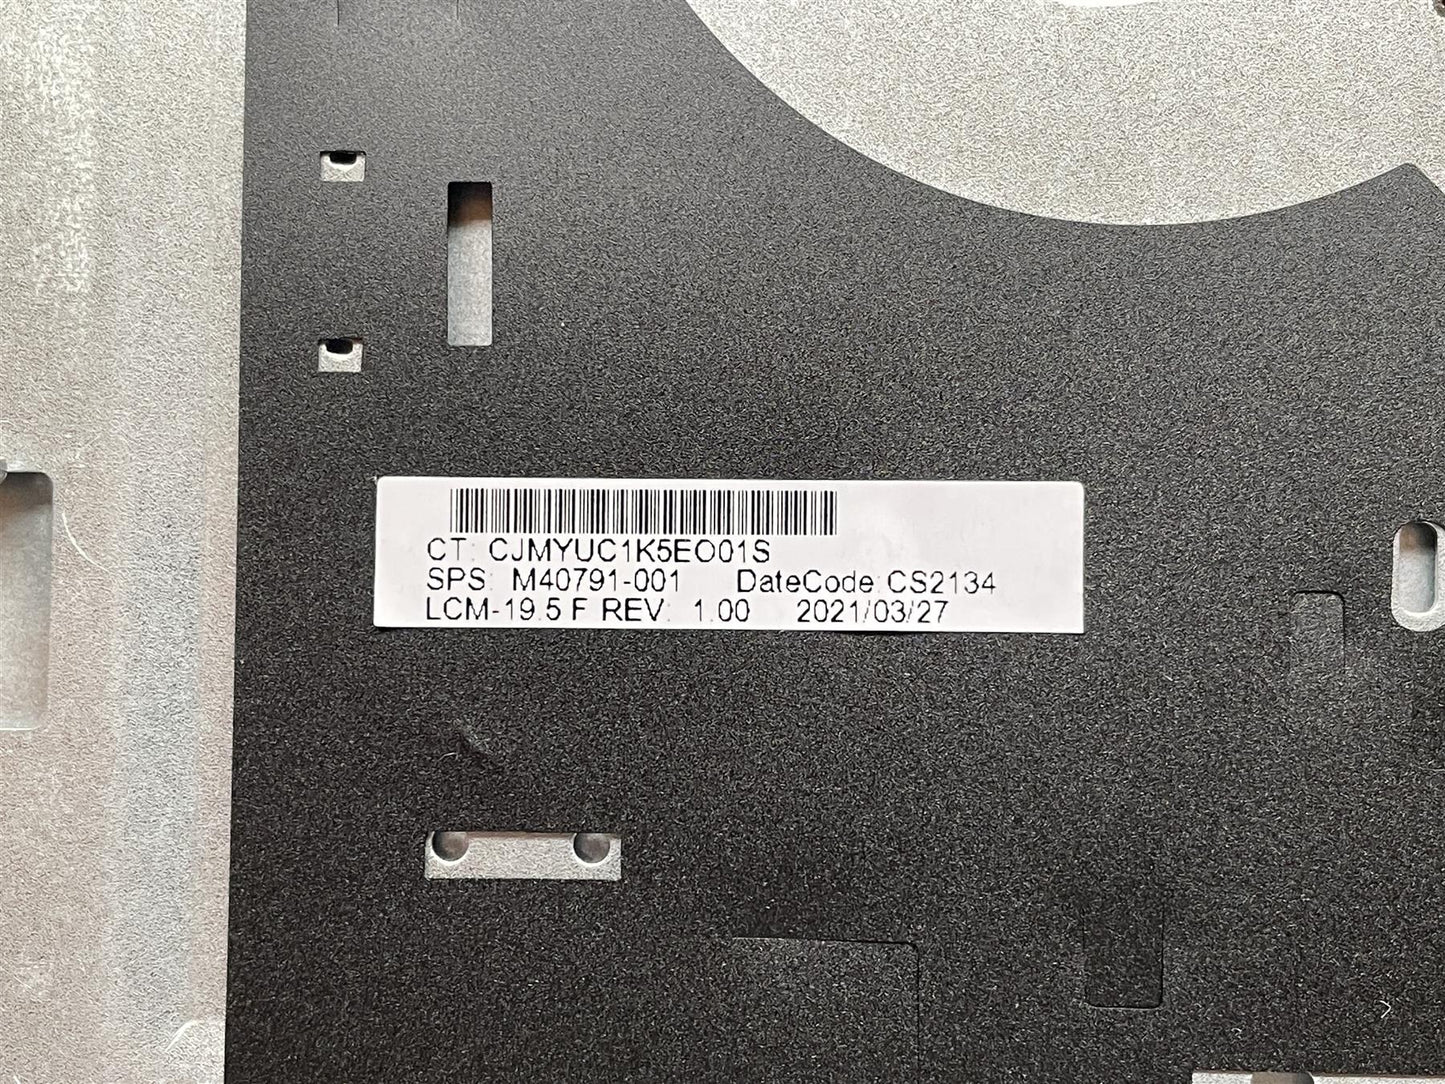 CT: CJMYUC1K5EO01S
SPS: M40791-001 DateCode:CS2134
LCM-19.5 F REV: 1.00 2021/03/27